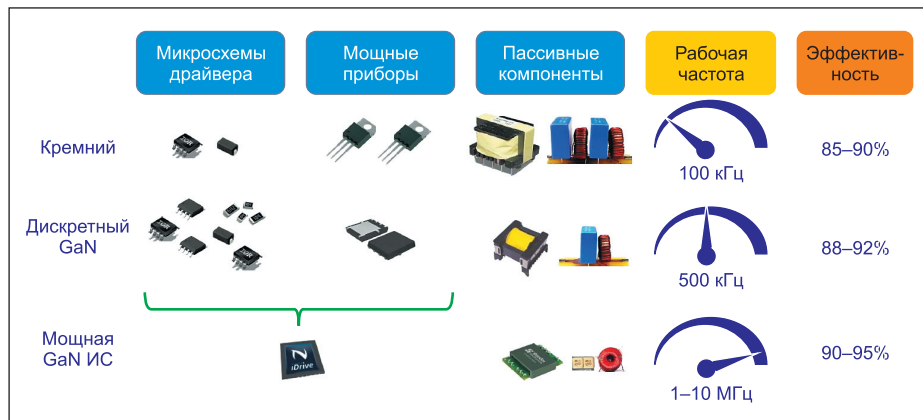 Микросхемы
драйвера
Мощные
приборы
Пассивные
компоненты
Рабочая
частота
Эффектив-
ность
Кремний
100 кГц
85–90%
Дискретный
GaN
500 кГц
88–92%
Мощная
GaN ИС
N
iDrive
1–10 МГц
90–95%